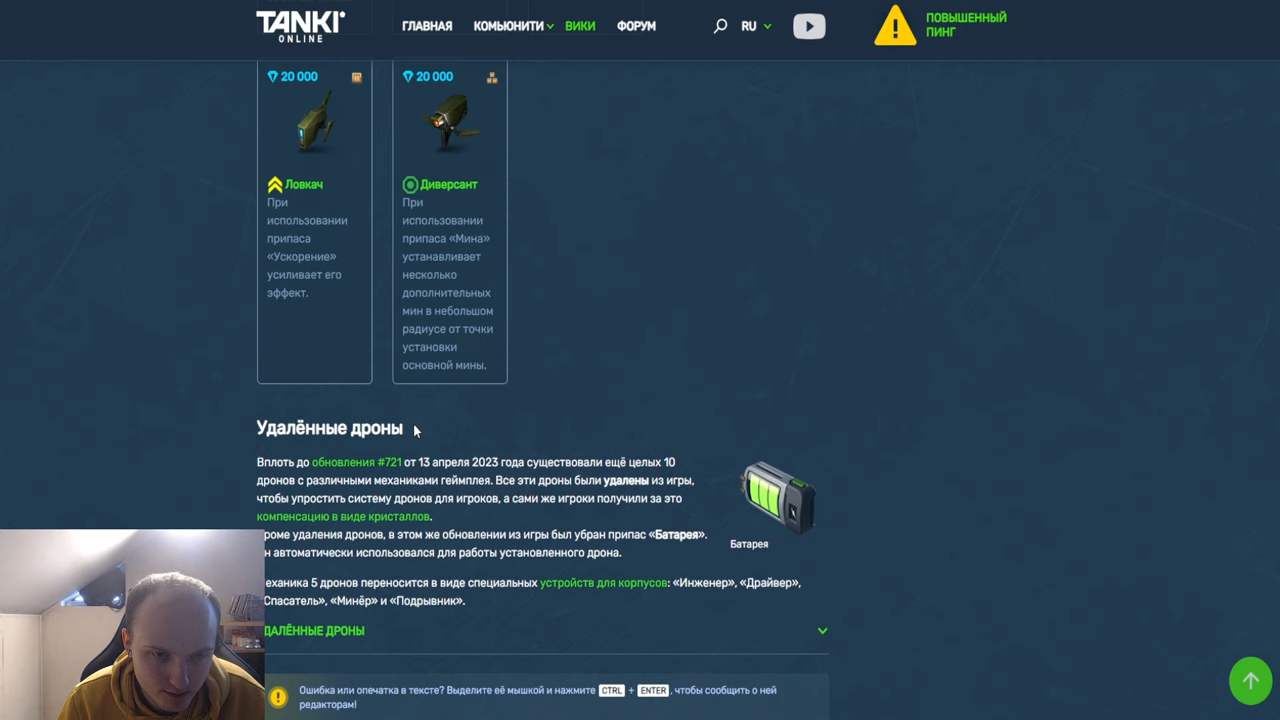 TANKI
ONLINE
ГЛАВНАЯ
КОМЬЮНИТИ
ВИКИ
ФОРУМ
RU
ПОВЫШЕННЫЙ
ПИНГ
20 000
Ловкач
При
использовании
припаса
«Ускорение»
усиливает его
эффект.
20 000
Диверсант
При
использовании
припаса «Мина»
устанавливает
несколько
дополнительных
мин в небольшом
радиусе от точки
установки
основной мины.
Удалённые дроны
Вплоть до обновления #721 от 13 апреля 2023 года существовали ещё целых 10
дронов с различными механиками геймплея. Все эти дроны были удалены из игры,
чтобы упростить систему дронов для игроков, а сами же игроки получили за это
компенсацию в виде кристаллов.
роме удаления дронов, в этом же обновлении из игры был убран припас «Батарея».
н автоматически использовался для работы установленного дрона.
Батарея
еханика 5 дронов переносится в виде специальных устройств для корпусов: «Инженер», «Драйвер»,
Спасатель», «Минёр» и «Подрывник».
ДАЛЁННЫЕ ДРОНЫ
Ошибка или опечатка в тексте? Выделите её мышкой и нажмите CTRL + ENTER, чтобы сообщить о ней
редакторам!